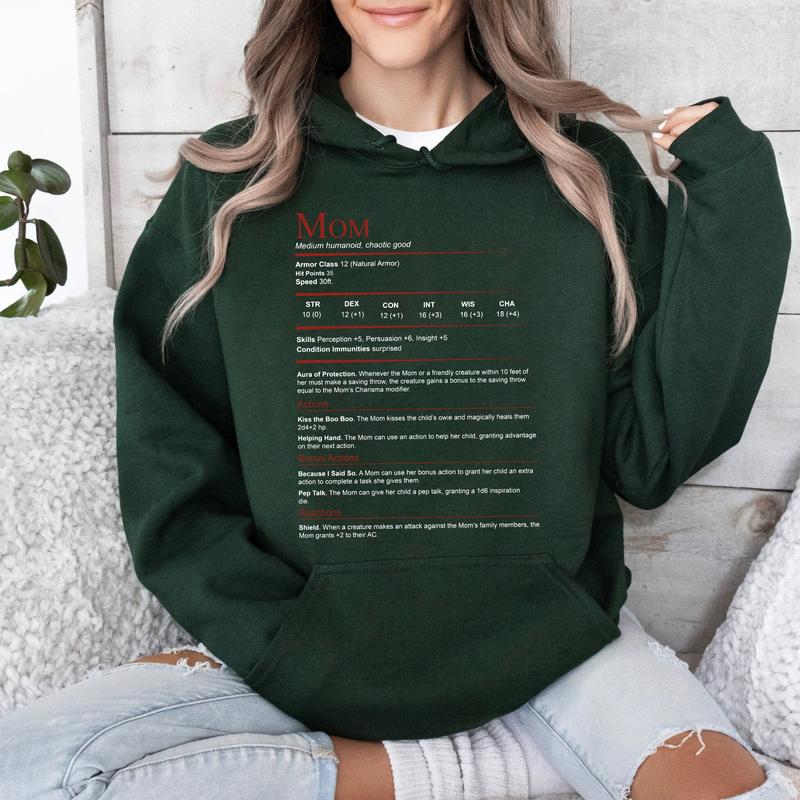 MOM
Medium humanoid, chaotic good
Armor Class 12 (Natural Armor)
Hit Points 35
Speed 30ft.
STR DEX CON INT WIS CHA
10 (0) 12 (+1) 12 (+1) 16 (+3) 16 (+3) 18 (+4)
Skills Perception +5, Persuasion +6, Insight +5
Condition Immunities surprised
Aura of Protection. Whenever the Mom or a friendly creature within 10 feet of
her must make a saving throw, the creature gains a bonus to the saving throw
equal to the Mom's Charisma modifier.
Actions
Kiss the Boo Boo. The Mom kisses the child's owie and magically heals them
2d4+2 hp.
Helping Hand. The Mom can use an action to help her child, granting advantage
on their next action.
Bonus Actions
Because I Said So. A Mom can use her bonus action to grant her child an extra
action to complete a task she gives them.
Pep Talk. The Mom can give her child a pep talk, granting a 1d6 inspiration
die.
Reactions
Shield. When a creature makes an attack against the Mom's family members, the
Mom grants +2 to their AC.